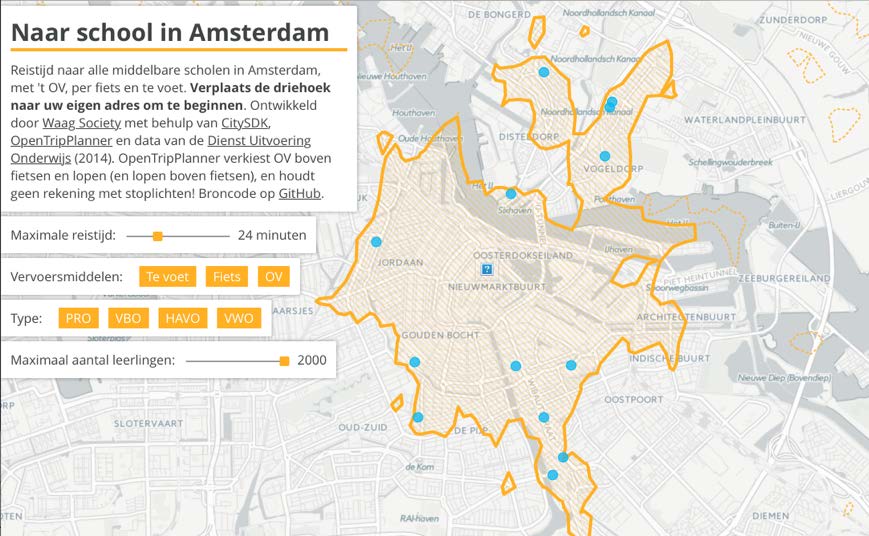 Naar school in Amsterdam
Reistijd naar alle middelbare scholen in Amsterdam,
met 't OV, per fiets en te voet. Verplaats de driehoek
naar uw eigen adres om te beginnen. Ontwikkeld
door Waag Society met behulp van CitySDK,
OpenTripPlanner en data van de Dienst Uitvoering
Onderwijs (2014). OpenTripPlanner verkiest OV boven
fietsen en lopen (en lopen boven fietsen), en houdt
geen rekening met stoplichten! Broncode op GitHub.
Maximale reistijd: 24 minuten
Vervoersmiddelen: Te voet Fiets OV
Type: PRO VBO HAVO VWO
Maximaal aantal leerlingen: 2000
DE BONGERD
Noordhollandsch Kanaal
ZUNDERDORP
NIEUWE GOUW
Het IJ
Noordhollandsch Kanaal
Nieuwe Houthaven
Houthaven
Noordhollandsch Kanaal
WATERLANDPLEINBUURT
Oude Houthaven
DISTELDORP
Schellingwouderbreek
VOGELDORP
Het IJ
Sixhaven
IJ-TUNNEL
Het IJ
Buiten-IJ
JORDAAN
OOSTERDOKSEILAND
IJhaven
?
PIET HEINTUNNEL
ZEEBURGEREILAND
NIEUWMARKTBUURT
Spoorwegbassin
AARSJES
ARCHITECTENBUURT
GOUDEN BOCHT
INDISCHE BUURT
Nieuwe Diep (Bovendiep)
OOSTPOORT
SLOTERVAART
OUD-ZUID
DE PIJP
de Kom
RAI-haven
DIEMEN